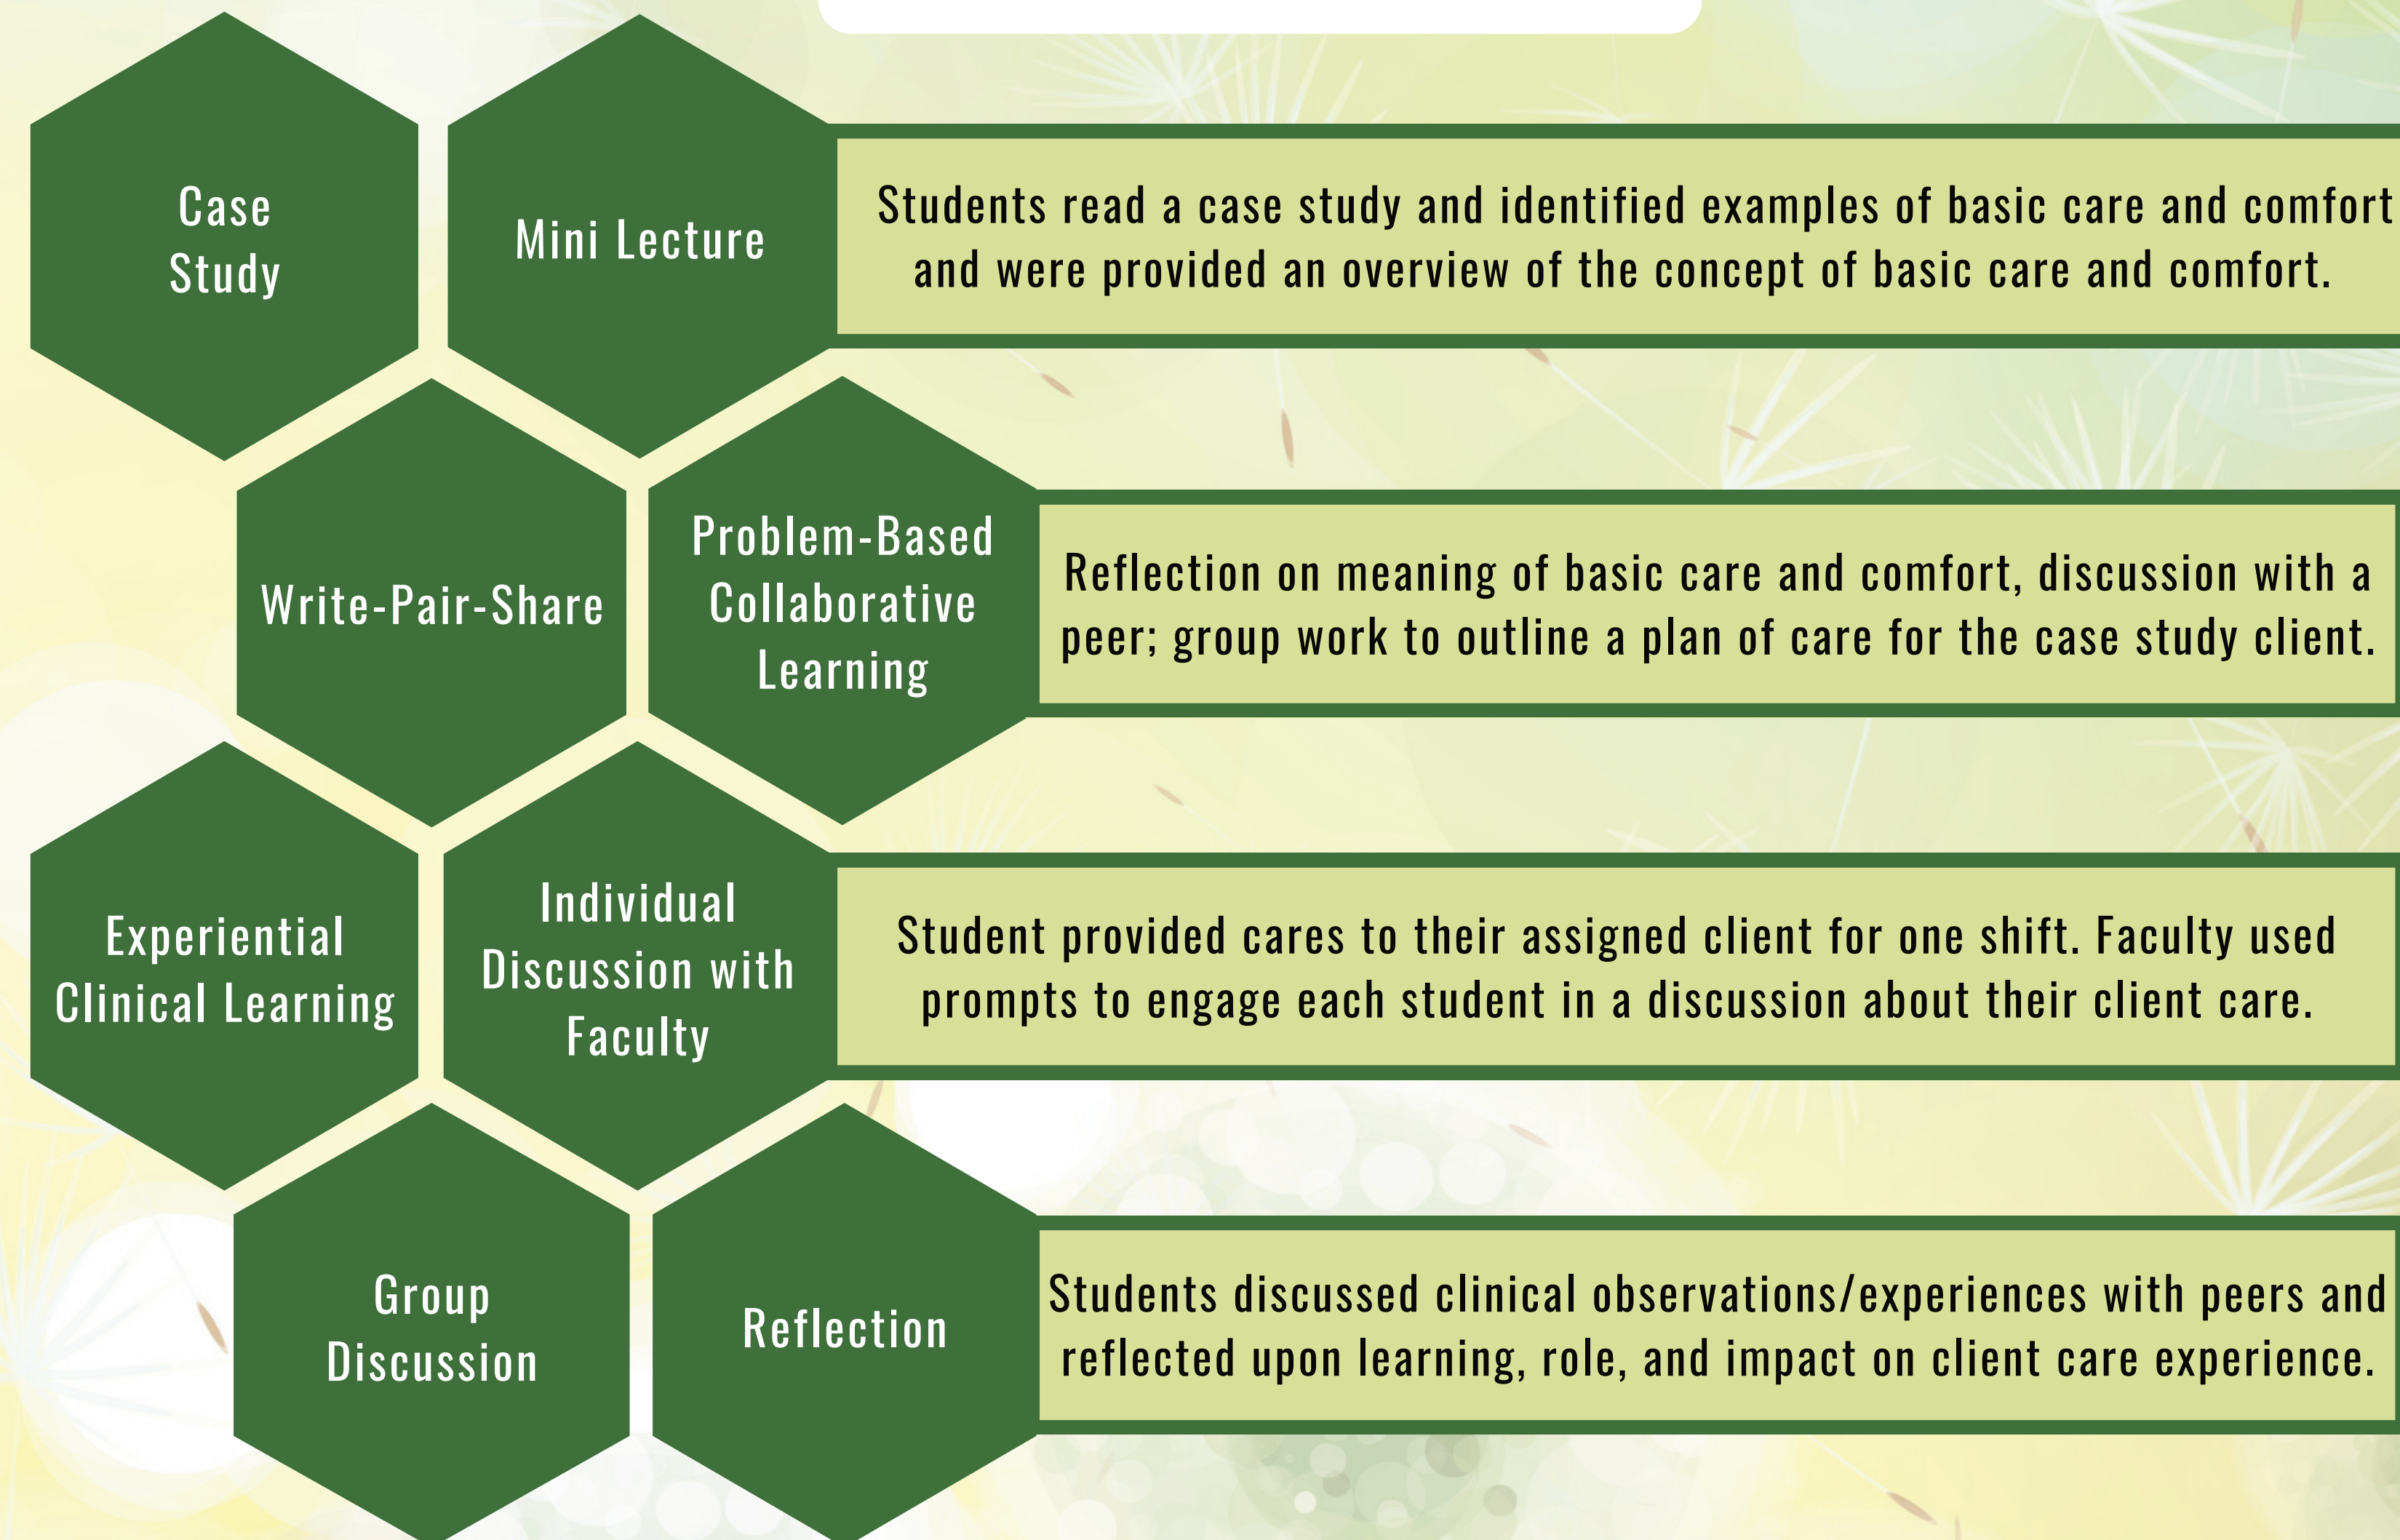 Case
Study
Mini Lecture
Students read a case study and identified examples of basic care and comfort
and were provided an overview of the concept of basic care and comfort.
Write-Pair-Share
Problem-Based
Collaborative
Learning
Reflection on meaning of basic care and comfort, discussion with a
peer; group work to outline a plan of care for the case study client.
Experiential
Clinical Learning
Individual
Discussion with
Faculty
Student provided cares to their assigned client for one shift. Faculty used
prompts to engage each student in a discussion about their client care.
Group
Discussion
Reflection
Students discussed clinical observations/experiences with peers and
reflected upon learning, role, and impact on client care experience.